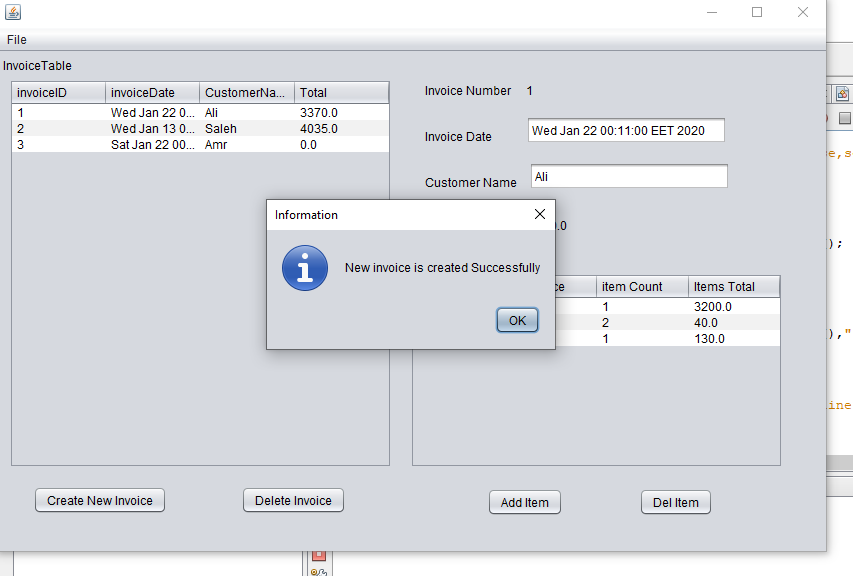 File
InvoiceTable
invoiceID invoiceDate CustomerNa... Total
1 Wed Jan 22 0... Ali 3370.0
2 Wed Jan 13 0... Saleh 4035.0
3 Sat Jan 22 00... Amr 0.0
Create New Invoice Delete Invoice
Invoice Number 1
Invoice Date Wed Jan 22 00:11:00 EET 2020
Customer Name Ali
.0
Information
New invoice is created Successfully
OK
ce item Count Items Total
1 3200.0
2 40.0
1 130.0
Add Item Del Item
e,s
);
),"
ine